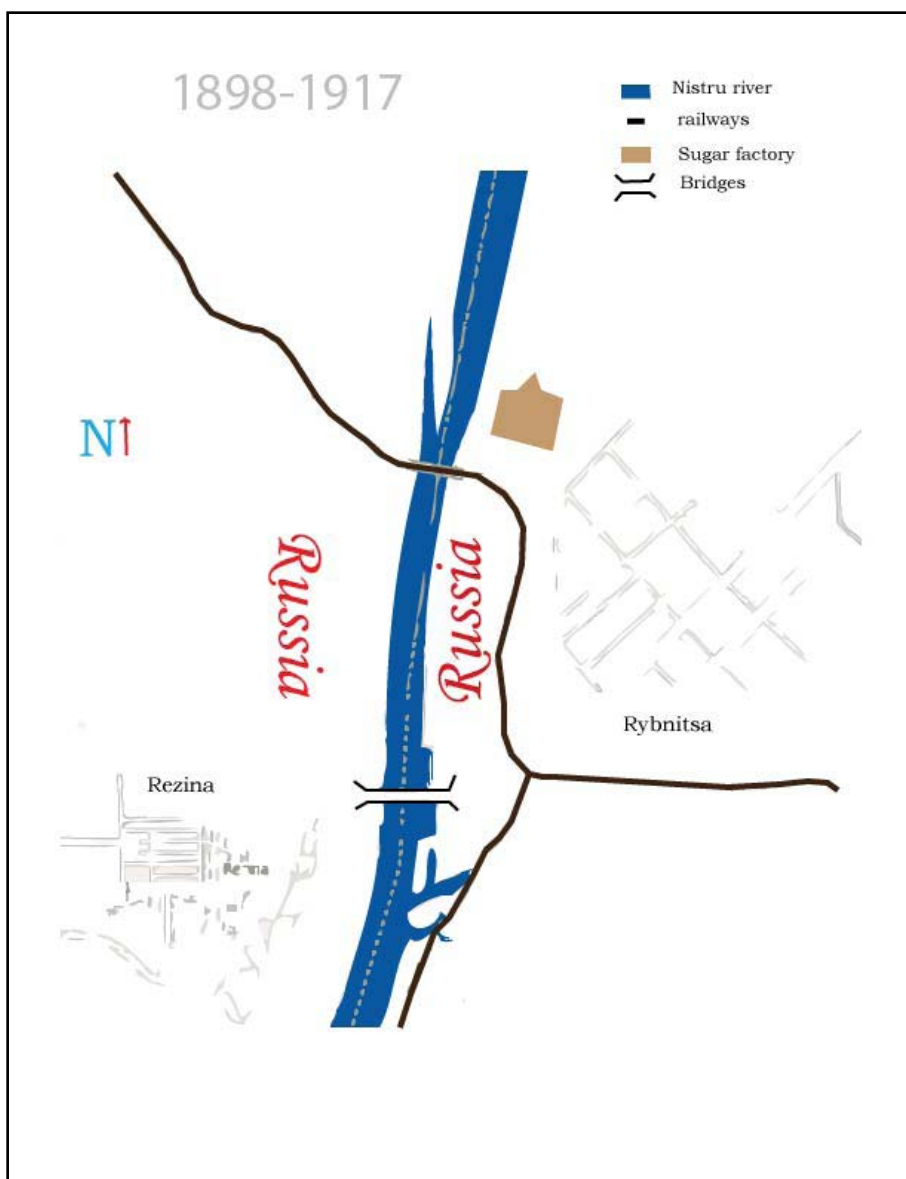 1898-1917
Nistru river
railways
Sugar factory
Bridges
N
Russia
Russia
Rybnitsa
Rezina